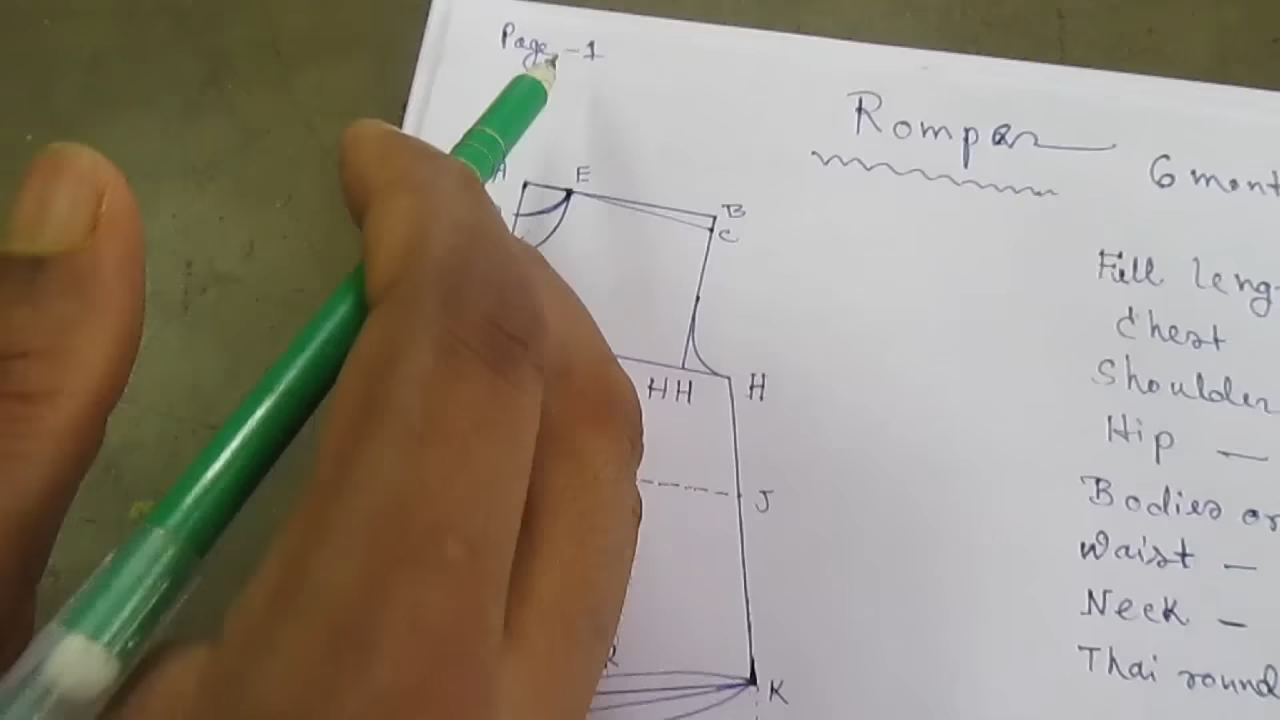 Page-1
Romper
6 mont
A E
B
C
HH H
J
R
K
Full leng
Chest
Shoulder
Hip —
Bodies or
Waist —
Neck —
Thai round